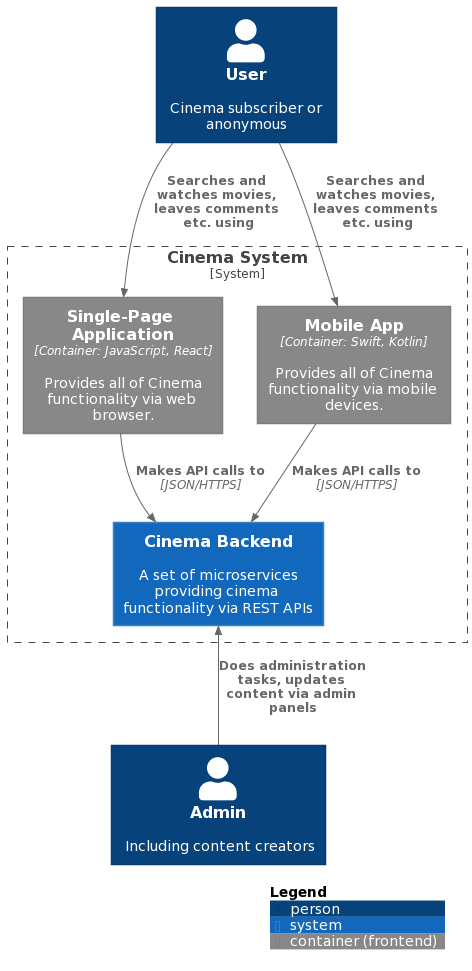 User
Cinema subscriber or
anonymous
Searches and
watches movies,
leaves comments
etc. using
Searches and
watches movies,
leaves comments
etc. using
Cinema System
[System]
Single-Page
Application
[Container: JavaScript, React]
Provides all of Cinema
functionality via web
browser.
Mobile App
[Container: Swift, Kotlin]
Provides all of Cinema
functionality via mobile
devices.
Makes API calls to
[JSON/HTTPS]
Makes API calls to
[JSON/HTTPS]
Cinema Backend
A set of microservices
providing cinema
functionality via REST APIs
Does administration
tasks, updates
content via admin
panels
Admin
Including content creators
Legend
person
system
container (frontend)